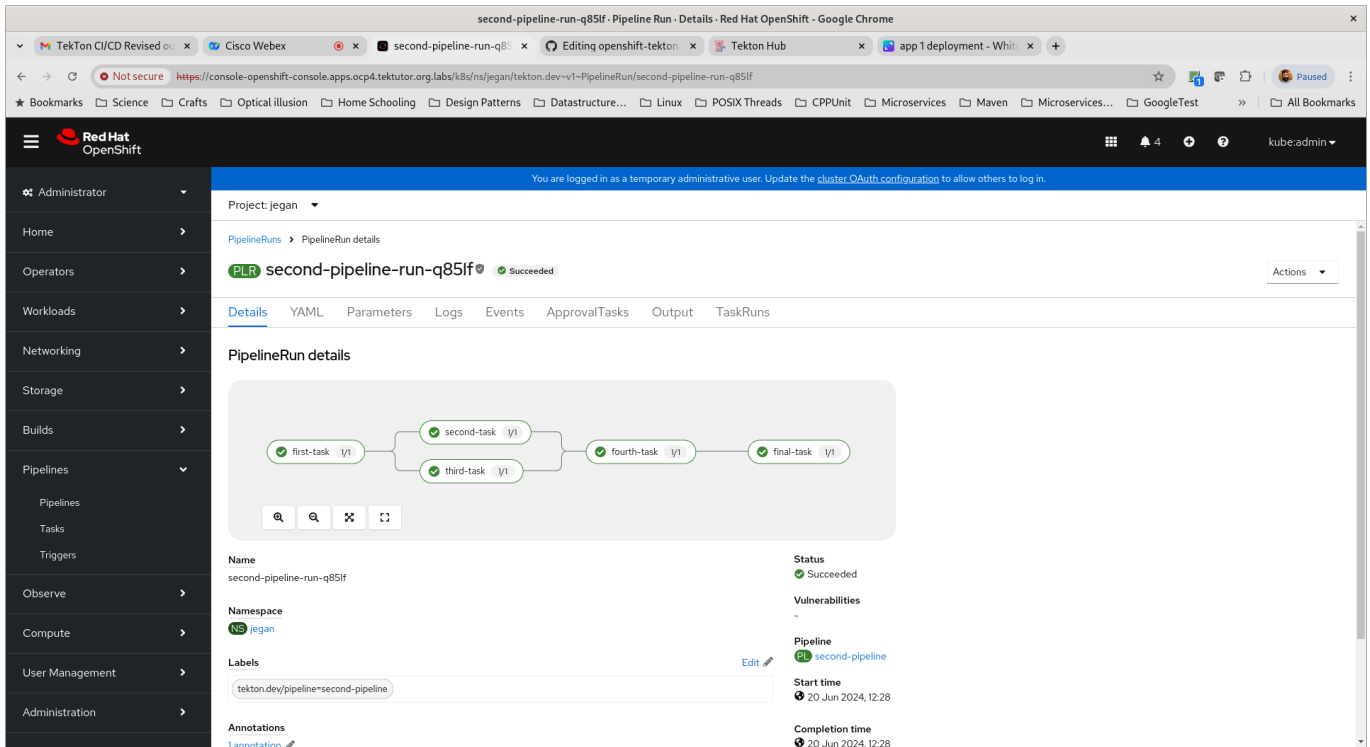 second-pipeline-run-q85lf · Pipeline Run · Details · Red Hat OpenShift - Google Chrome
TekTon CI/CD Revised ou
Cisco Webex
second-pipeline-run-q85
Editing openshift-tekton
Tekton Hub
app 1 deployment - Whit
Not secure https://console-openshift-console.apps.ocp4.tektutor.org.labs/k8s/ns/jegan/tekton.dev~v1~PipelineRun/second-pipeline-run-q85lf
1
Paused
Bookmarks Science Crafts Optical illusion Home Schooling Design Patterns Datastructure... Linux POSIX Threads CPPUnit Microservices Maven Microservices... GoogleTest » All Bookmarks
Red Hat
OpenShift
4
kube:admin
You are logged in as a temporary administrative user. Update the cluster OAuth configuration to allow others to log in.
Administrator
Home
Operators
Workloads
Networking
Storage
Builds
Pipelines
Pipelines
Tasks
Triggers
Observe
Compute
User Management
Administration
Project: jegan
PipelineRuns > PipelineRun details
PLR second-pipeline-run-q85lf Succeeded
Actions
Details YAML Parameters Logs Events ApprovalTasks Output TaskRuns
PipelineRun details
first-task 1/1
second-task 1/1
third-task 1/1
fourth-task 1/1
final-task 1/1
Name
second-pipeline-run-q85lf
Namespace
NS jegan
Labels
Edit
tekton.dev/pipeline=second-pipeline
Annotations
1 annotation
Status
Succeeded
Vulnerabilities
-
Pipeline
PL second-pipeline
Start time
20 Jun 2024, 12:28
Completion time
20 Jun 2024, 12:28